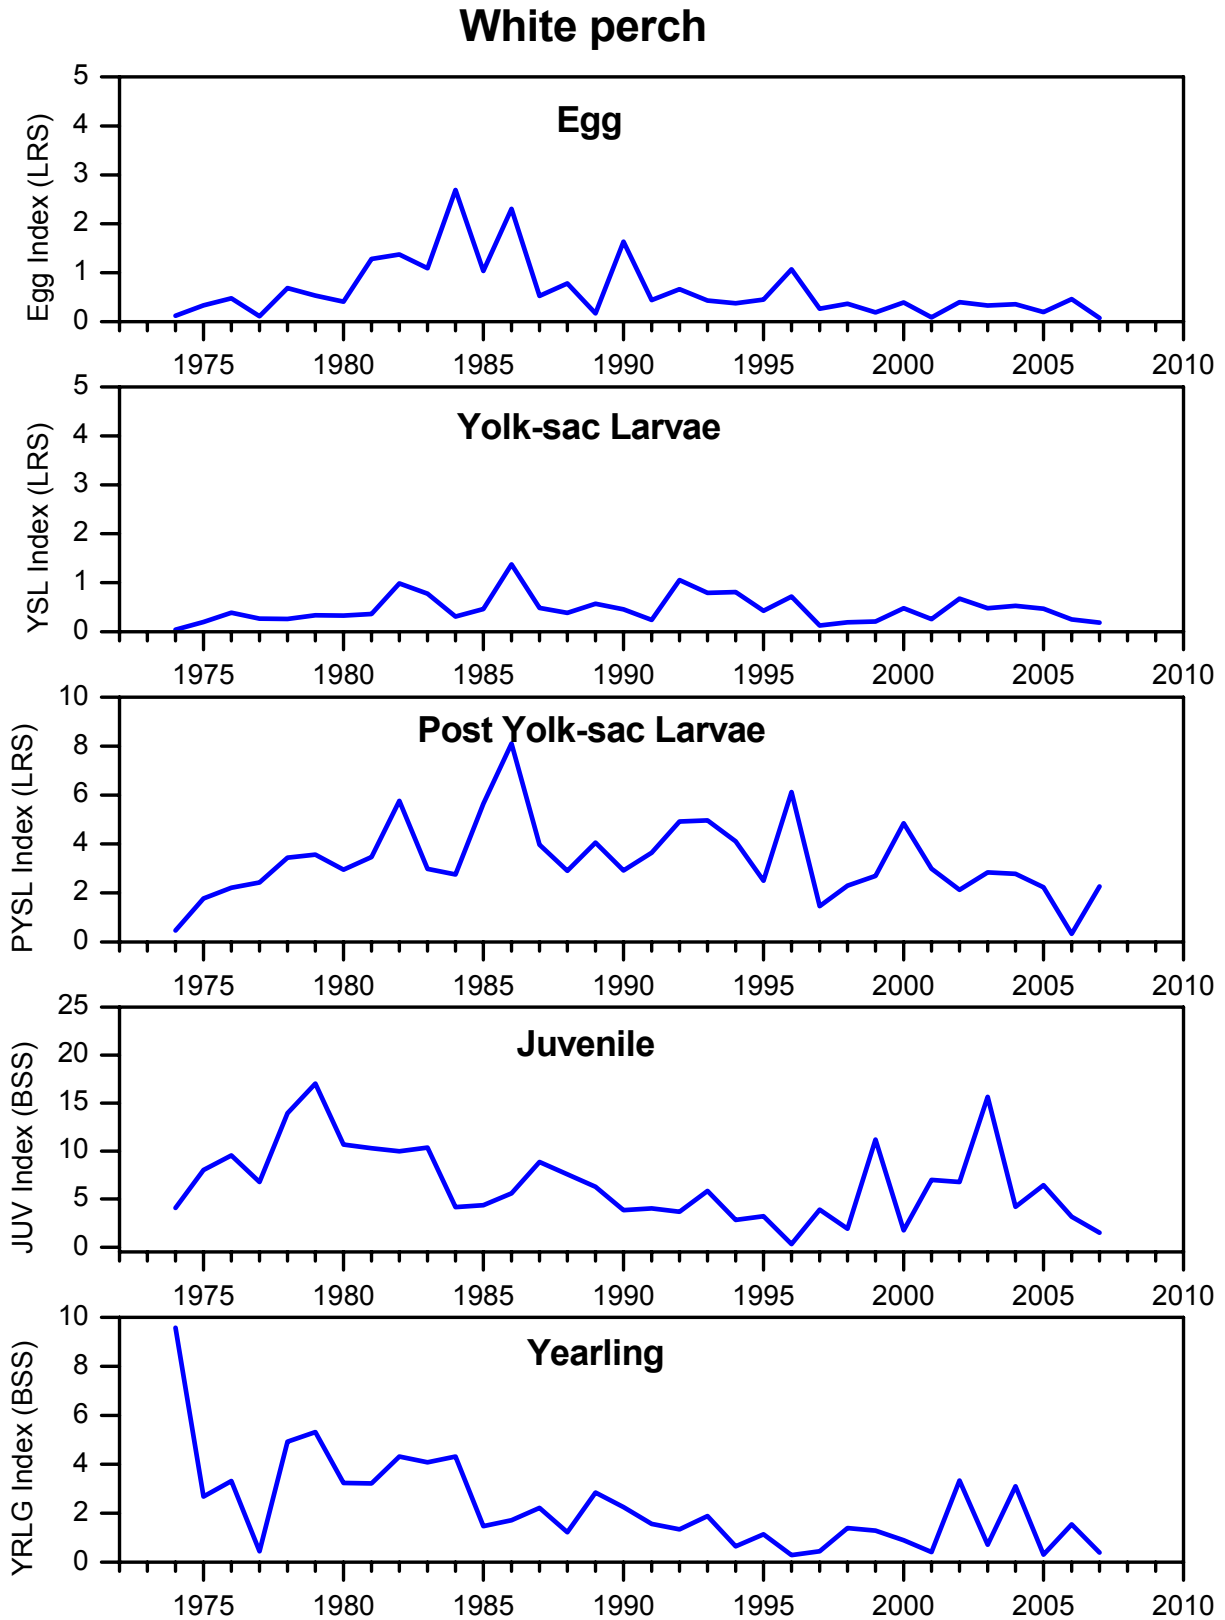 White perch
Egg
Egg Index (LRS)
5
4
3
2
1
0
1975 1980 1985 1990 1995 2000 2005 2010
Yolk-sac Larvae
YSL Index (LRS)
5
4
3
2
1
0
1975 1980 1985 1990 1995 2000 2005 2010
Post Yolk-sac Larvae
PYSL Index (LRS)
10
8
6
4
2
0
1975 1980 1985 1990 1995 2000 2005 2010
Juvenile
JUV Index (BSS)
25
20
15
10
5
0
1975 1980 1985 1990 1995 2000 2005 2010
Yearling
YRLG Index (BSS)
10
8
6
4
2
0
1975 1980 1985 1990 1995 2000 2005 2010